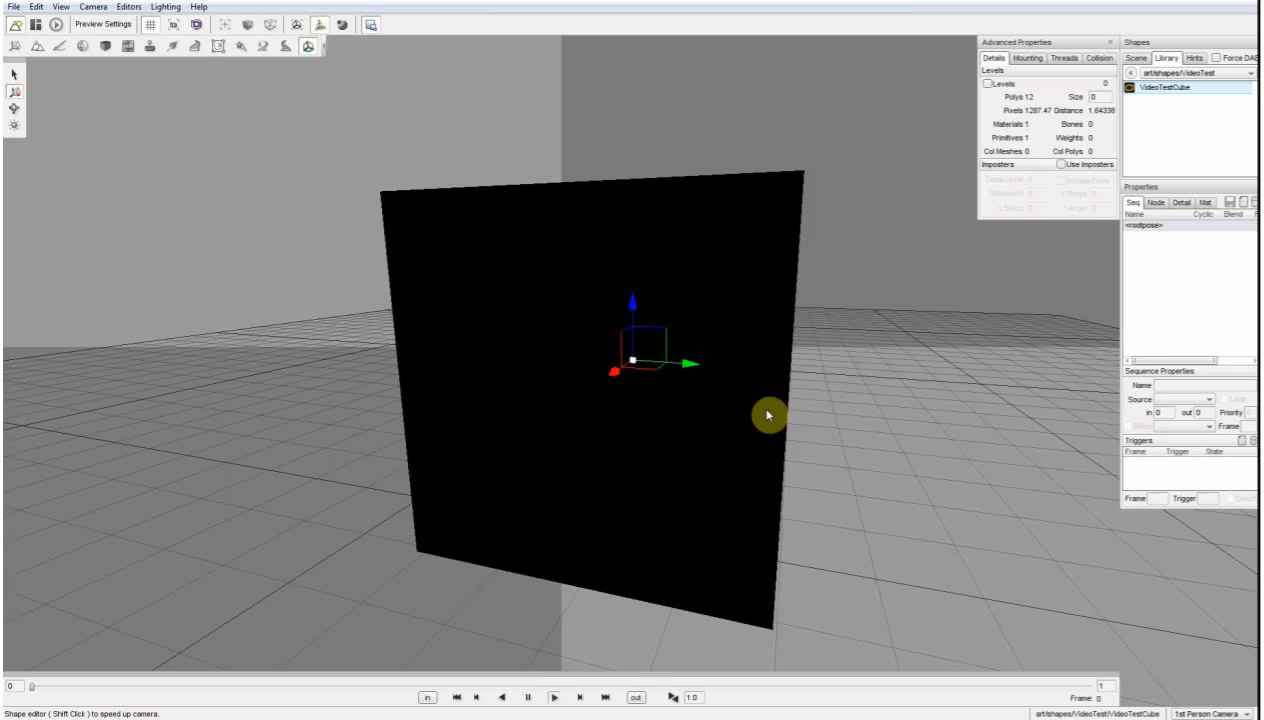 File Edit View Camera Editors Lighting Help
Preview Settings
Advanced Properties
Details Mounting Threads Collision
Levels
Levels 0
Polys 12 Size 0
Pixels 1287.47 Distance 1.64338
Materials 1 Bones 0
Primitives 1 Weights 0
Col Meshes 0 Col Polys 0
Imposters Use Imposters
Shapes
Scene Library Hints Force DAE
art/shapes/VideoTest
VideoTestCube
Properties
Seq Node Detail Mat
Name Cyclic Blend
<rootpose>
Sequence Properties
Name
Source
in 0 out 0 Priority
Frame
Triggers
Frame Trigger State
Frame Trigger
0 1
in out 1.0
Frame: 0
Shape editor ( Shift Click ) to speed up camera.
art/shapes/VideoTest/VideoTestCube 1st Person Camera